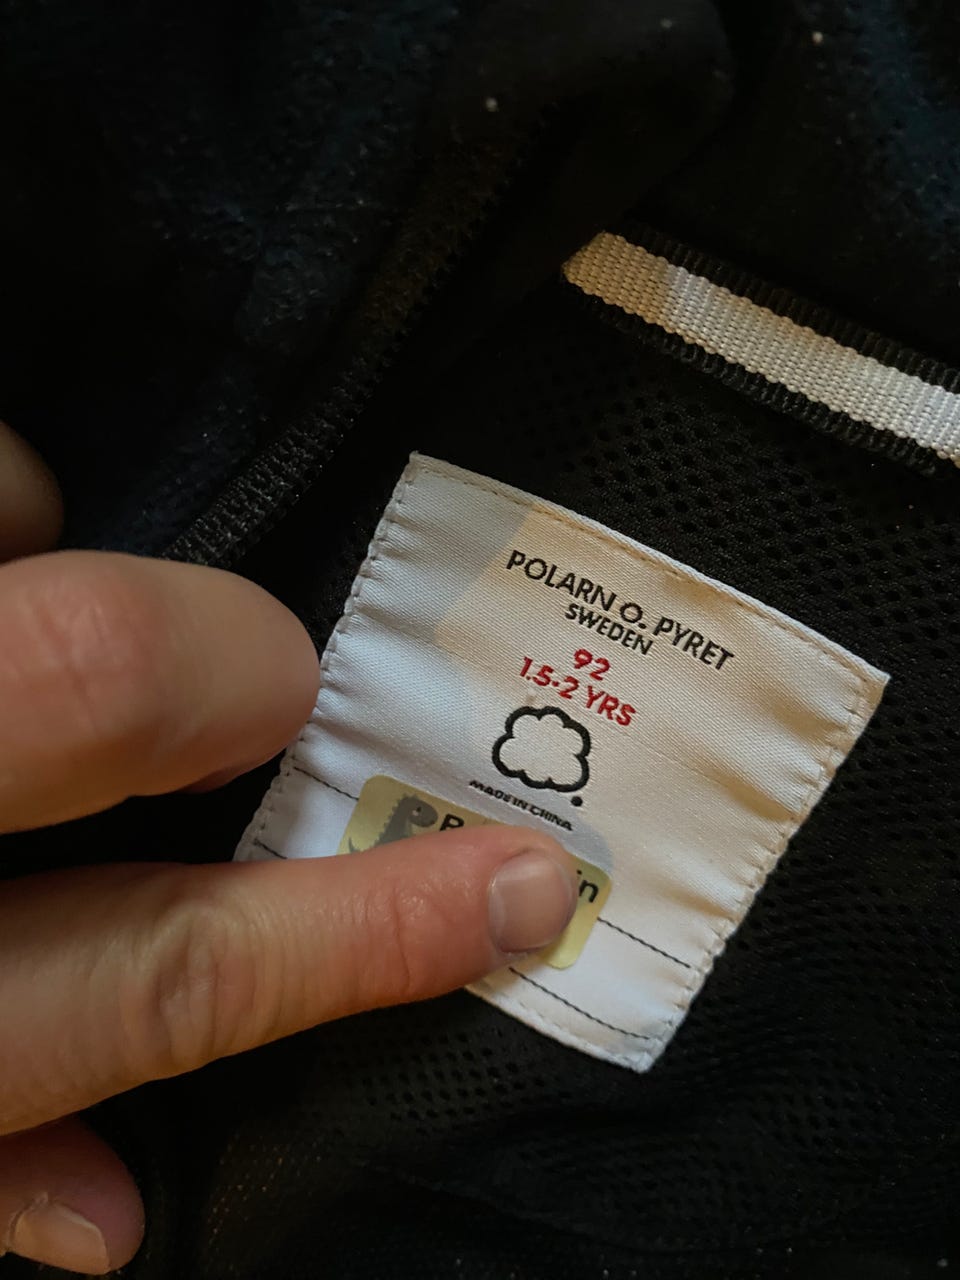 POLARN O. PYRET
SWEDEN
92
1.5-2 YRS
MADE IN CHINA